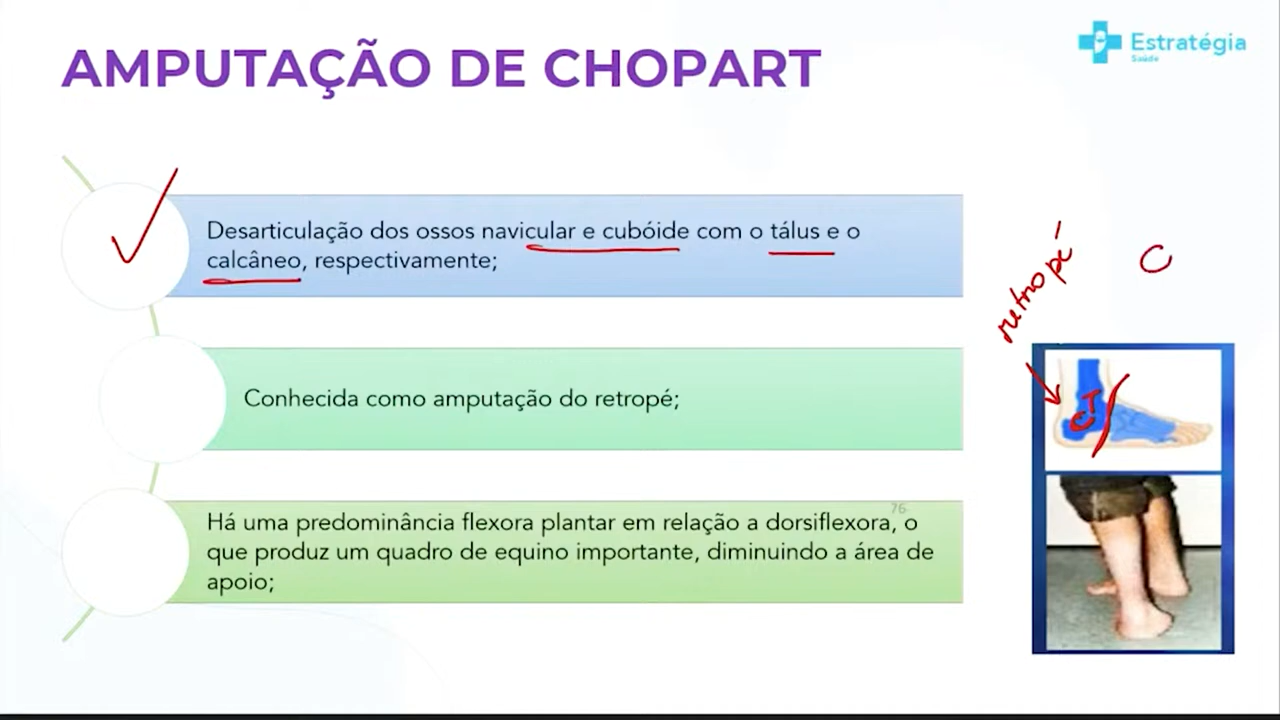 AMPUTAÇÃO DE CHOPART
Estratégia
Saúde
Desarticulação dos ossos navicular e cubóide com o tálus e o
calcâneo, respectivamente;
Conhecida como amputação do retropé;
76
Há uma predominância flexora plantar em relação a dorsiflexora, o
que produz um quadro de equino importante, diminuindo a área de
apoio;
retropé
C
T
C